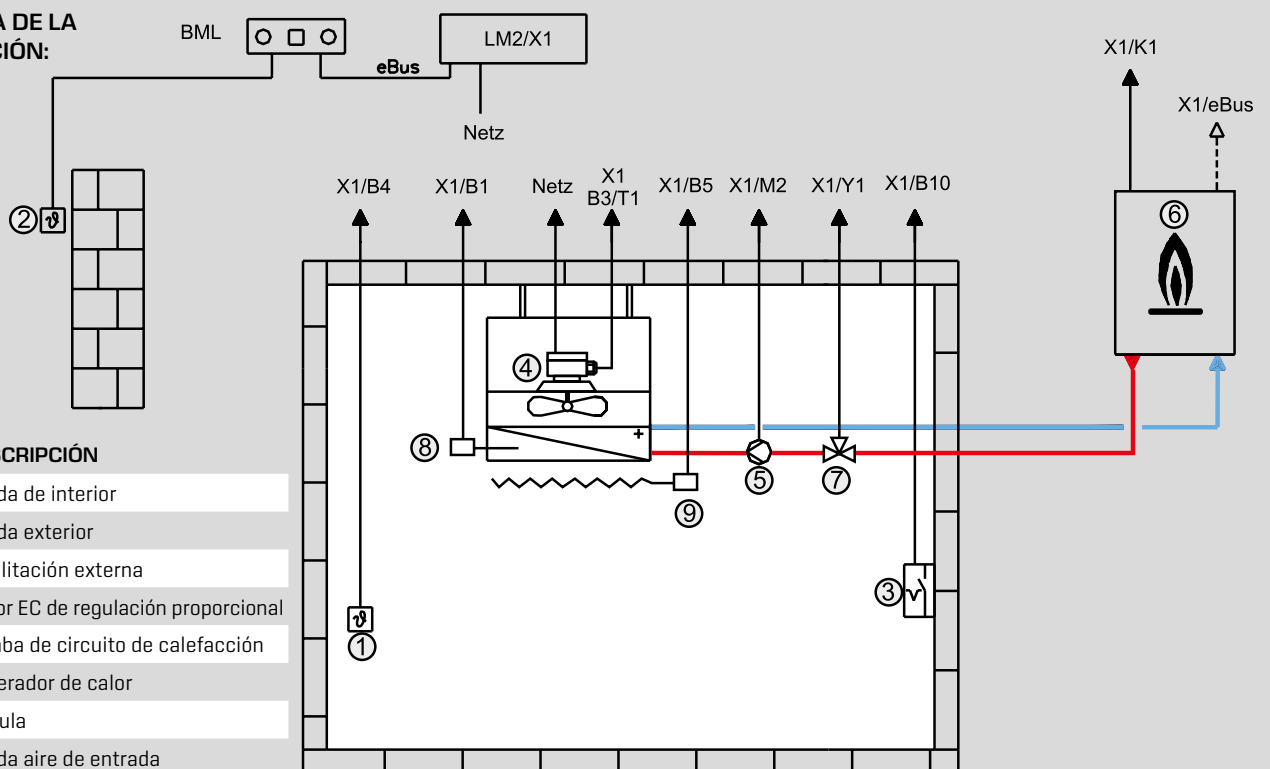 A DE LA
CIÓN:
BML
eBus
LM2/X1
Netz
X1/K1
X1/eBus
X1/B4
X1/B1
Netz
X1
B3/T1
X1/B5
X1/M2
X1/Y1
X1/B10
2
6
4
8
5
7
9
3
1
+
SCRIPCIÓN
da de interior
da exterior
ilitación externa
or EC de regulación proporcional
ba de circuito de calefacción
erador de calor
ula
da aire de entrada